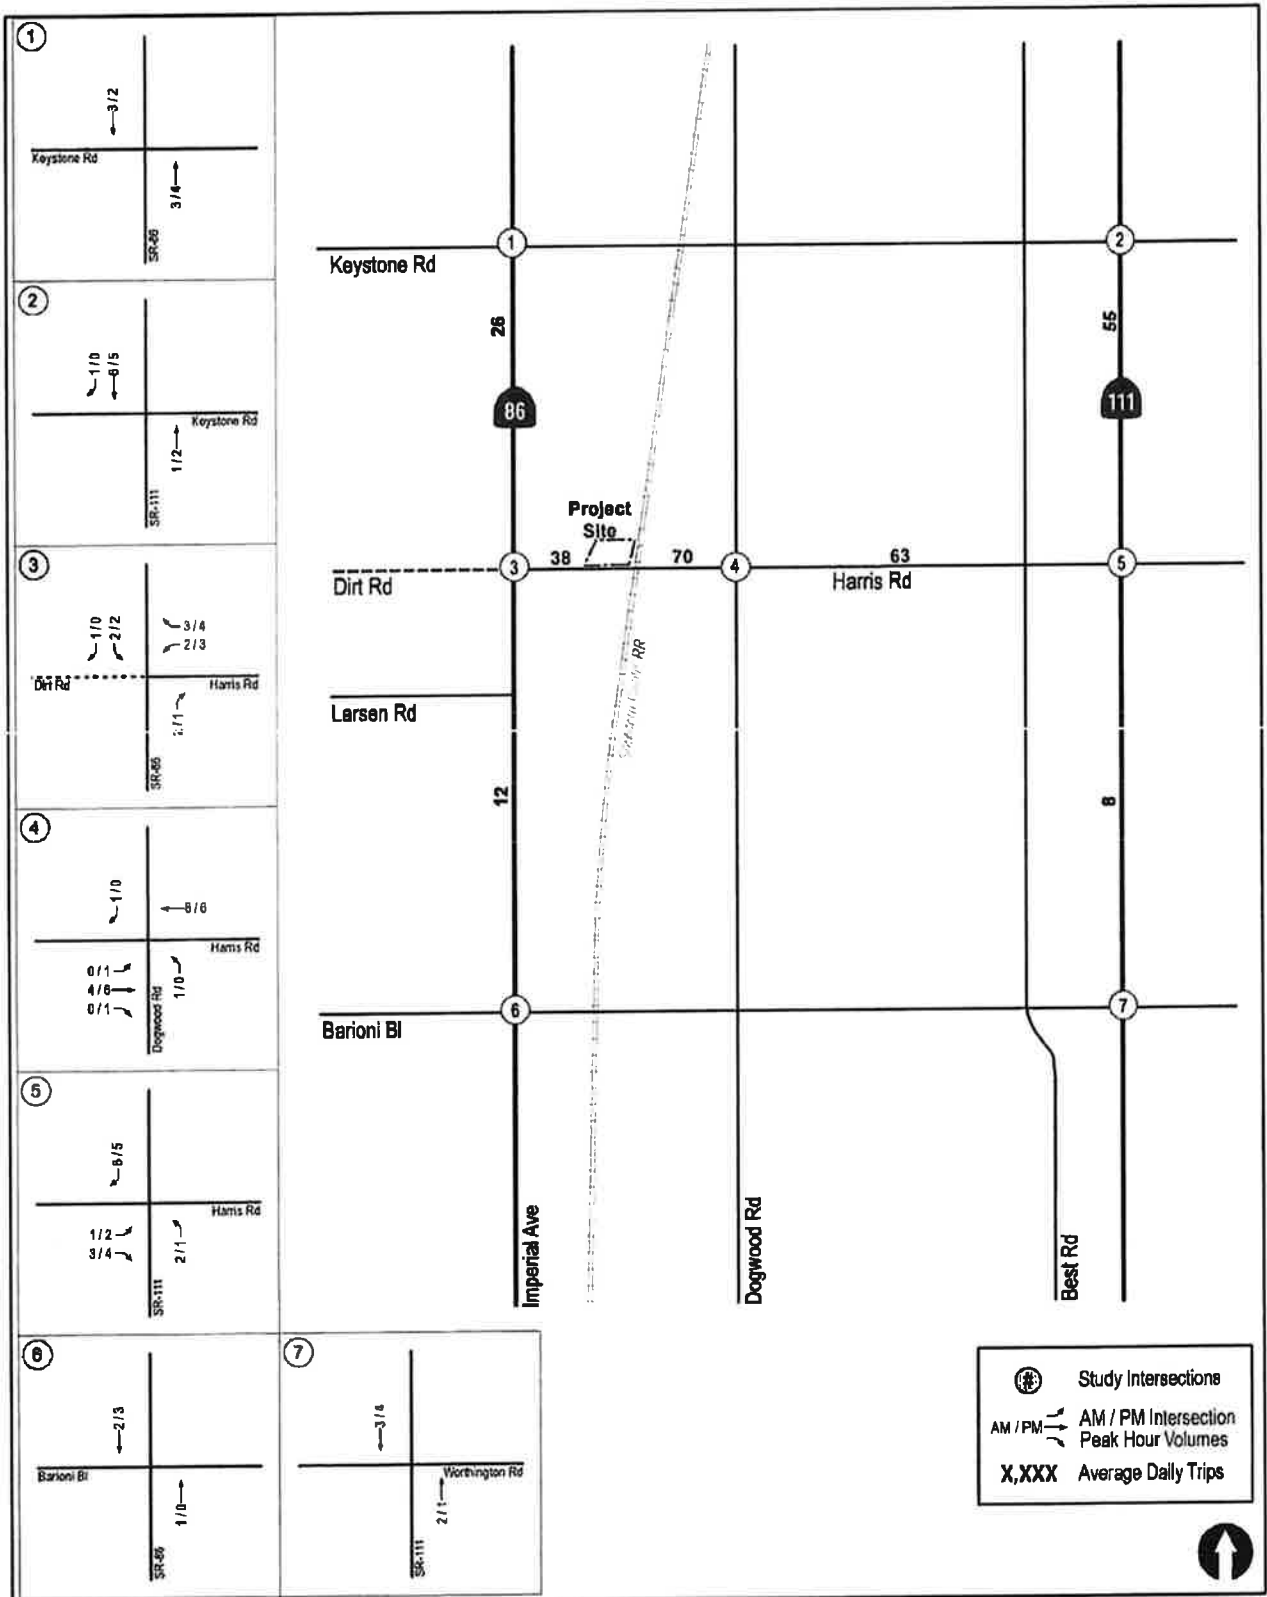 1
3/2
Keystone Rd
3/4
SR-86
2
1/0
6/5
Keystone Rd
1/2
SR-111
3
1/0
2/2
3/4
2/3
Dirt Rd
Harris Rd
2/1
SR-86
4
1/0
6/6
Harris Rd
0/1
4/6
0/1
1/0
Dogwood Rd
5
6/5
Harris Rd
1/2
3/4
2/1
SR-111
6
2/3
Barioni Bl
1/0
SR-86
7
3/4
Worthington Rd
2/1
SR-111
1
2
Keystone Rd
26
55
86
111
Project
Site
3
38
70
4
63
5
Dirt Rd
Harris Rd
RR
Larsen Rd
12
8
6
7
Barioni Bl
Imperial Ave
Dogwood Rd
Best Rd
# Study Intersections
AM / PM AM / PM Intersection
Peak Hour Volumes
X,XXX Average Daily Trips